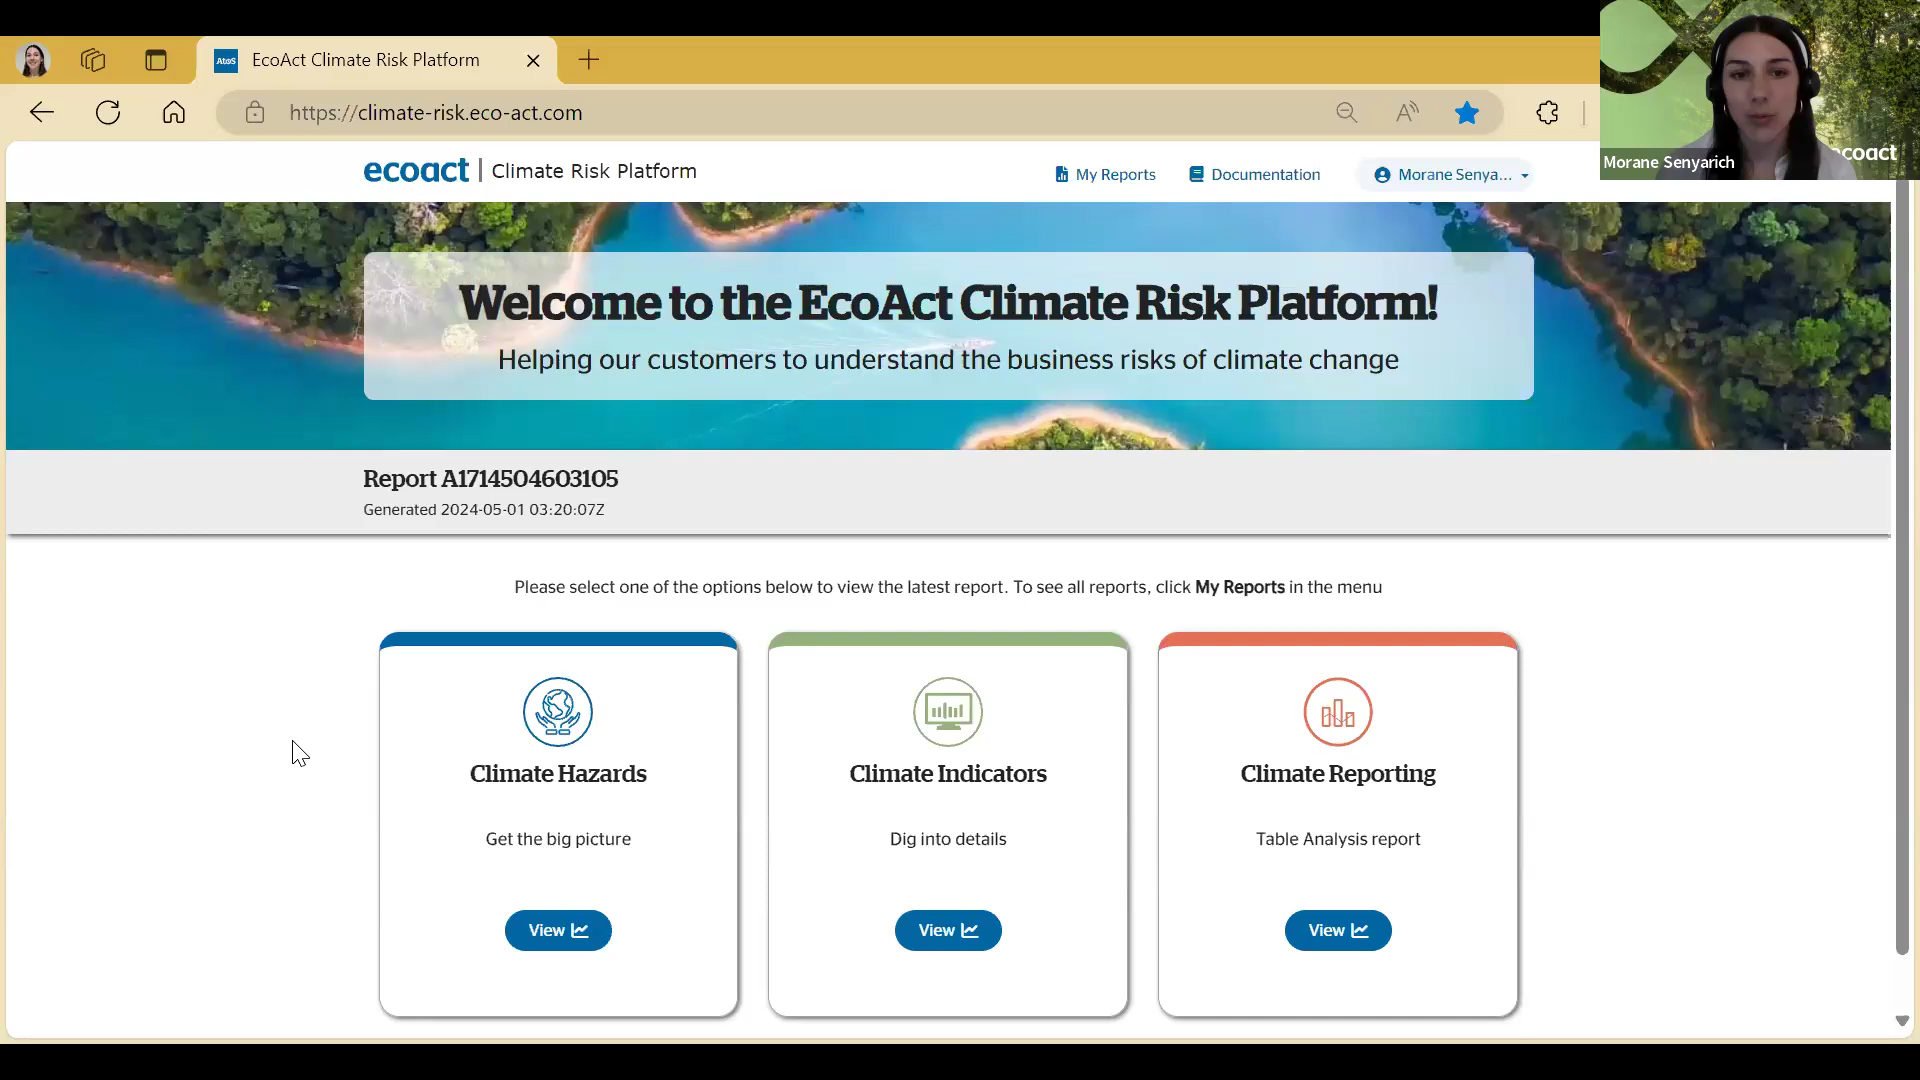 AtoS
EcoAct Climate Risk Platform
https://climate-risk.eco-act.com
ecoact | Climate Risk Platform
My Reports
Documentation
Morane Senya...
Morane Senyarich
ecoact
Welcome to the EcoAct Climate Risk Platform!
Helping our customers to understand the business risks of climate change
Report A1714504603105
Generated 2024-05-01 03:20:07Z
Please select one of the options below to view the latest report. To see all reports, click My Reports in the menu
Climate Hazards
Get the big picture
View
Climate Indicators
Dig into details
View
Climate Reporting
Table Analysis report
View